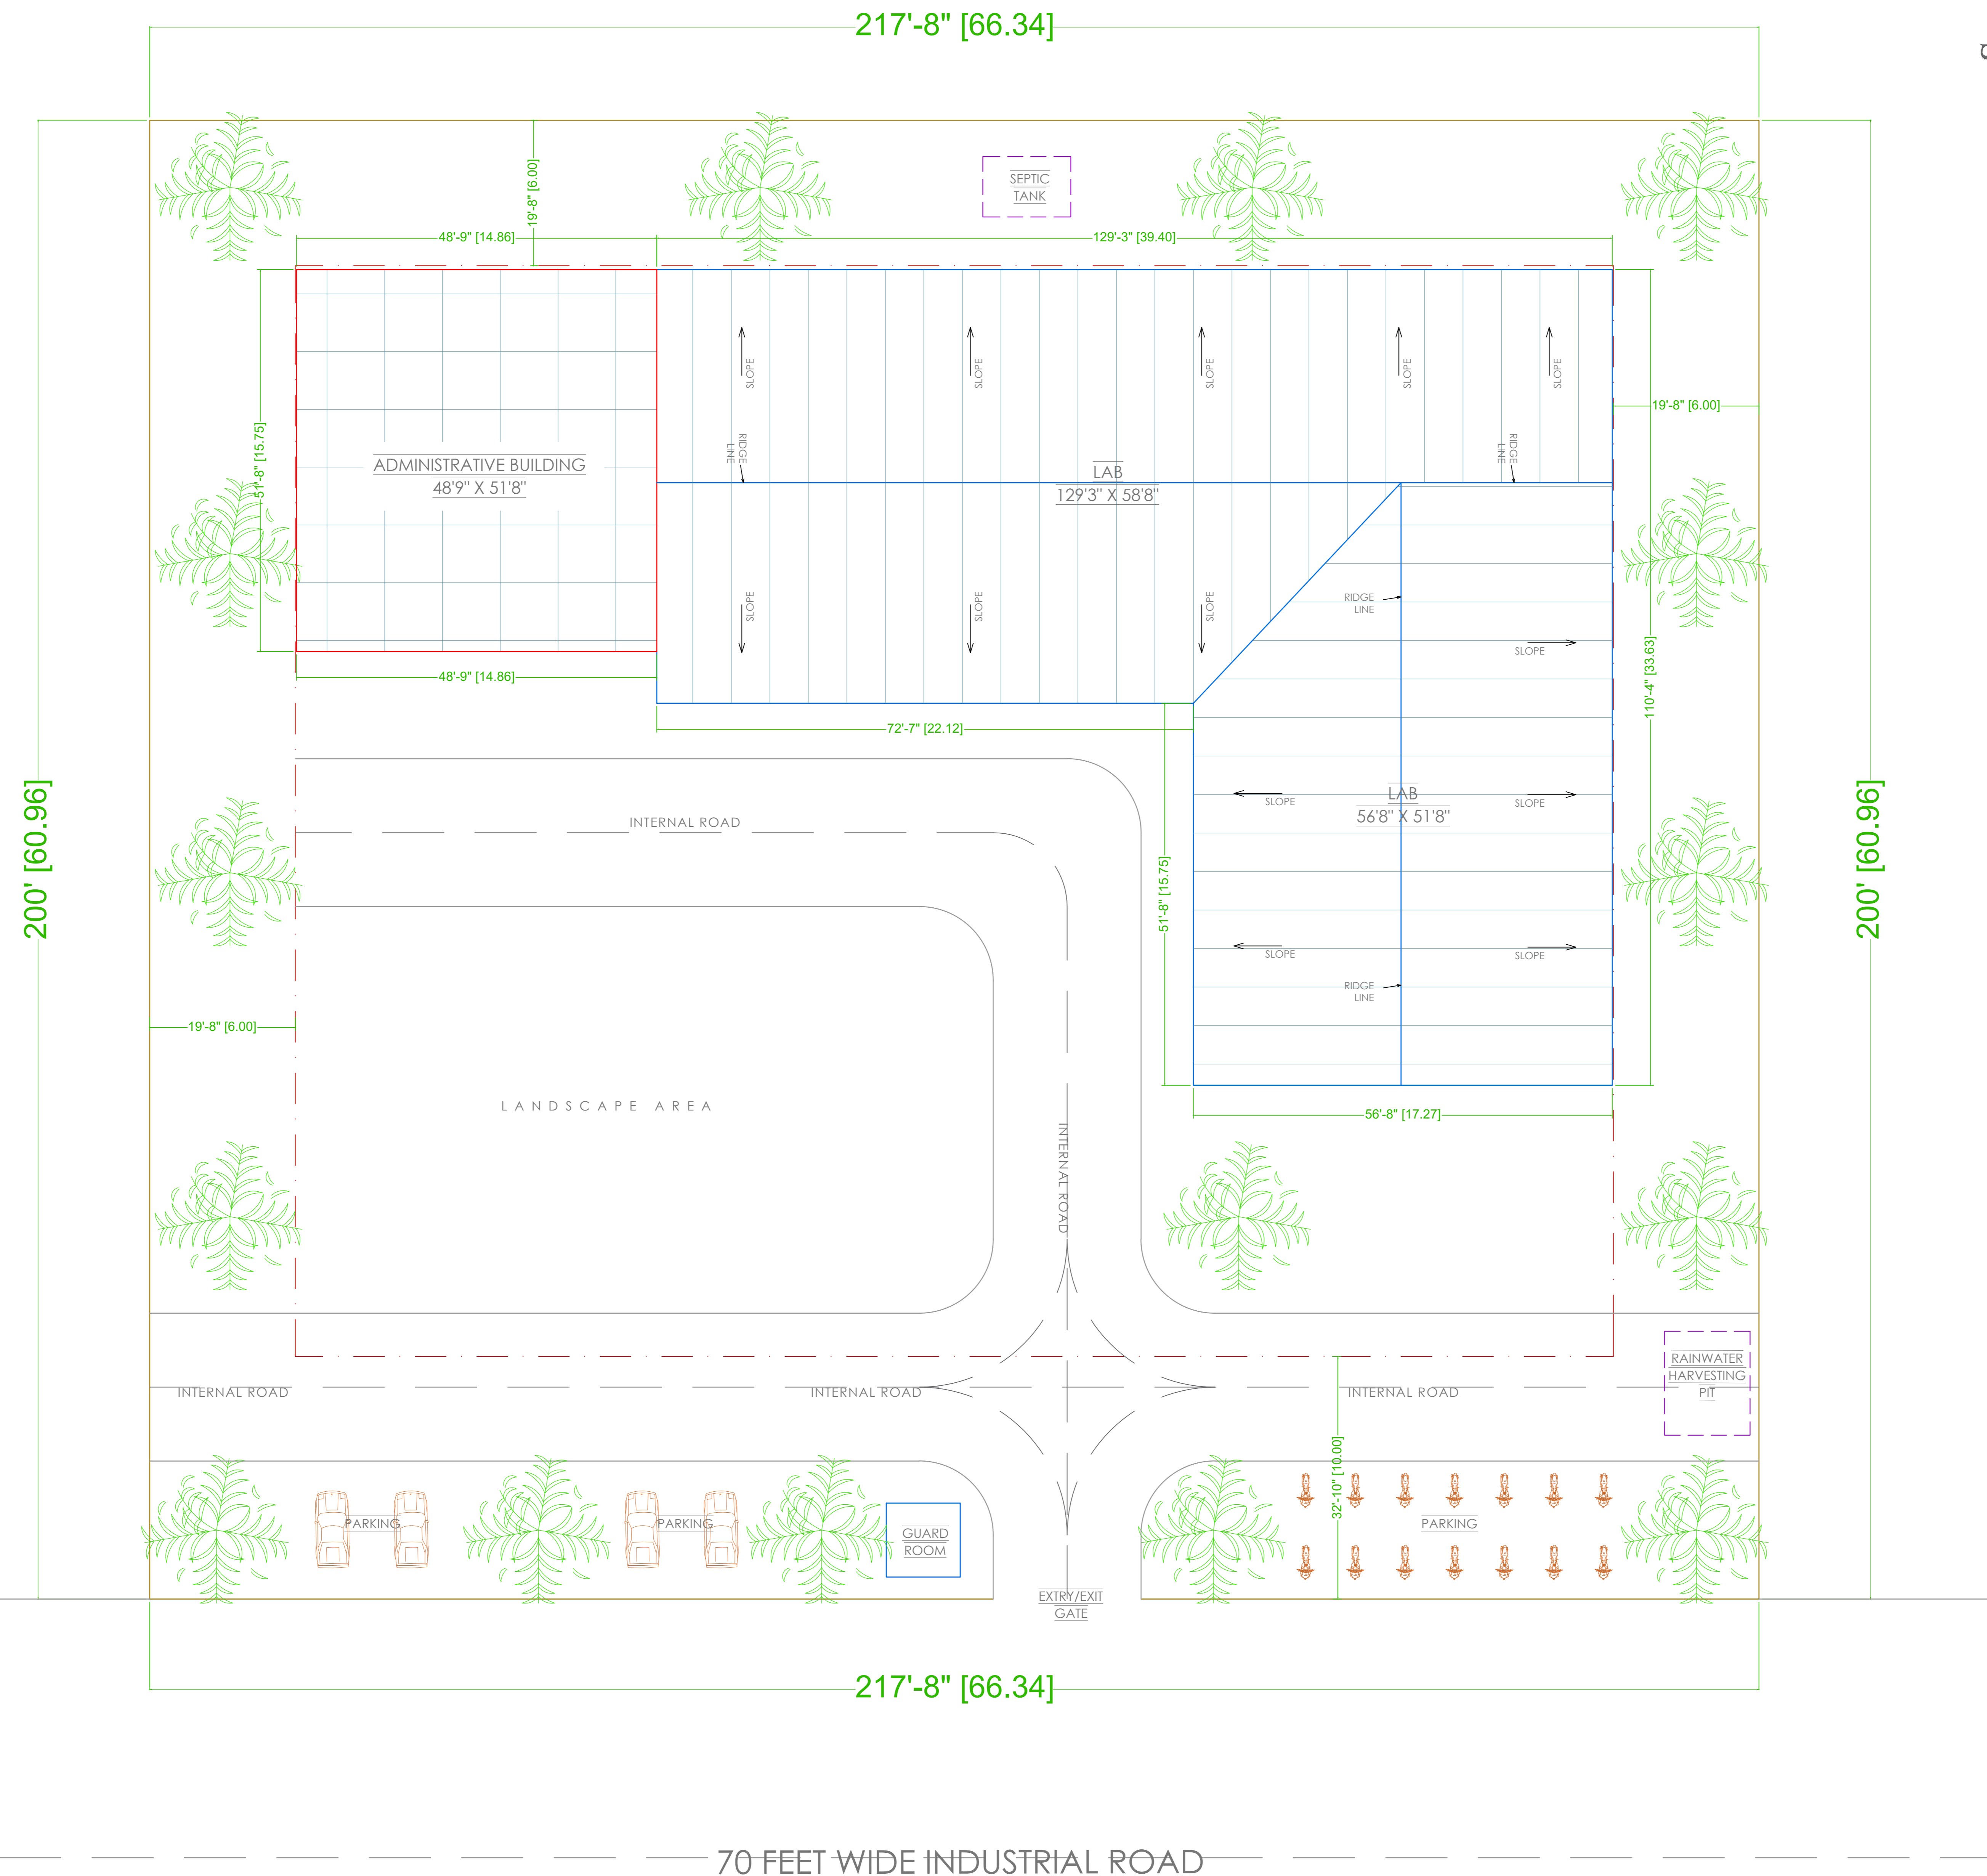 217'-8" [66.34]
19'-8" [6.00]
SEPTIC
TANK
48'-9" [14.86]
129'-3" [39.40]
SLOPE
SLOPE
SLOPE
SLOPE
SLOPE
19'-8" [6.00]
51'-8" [15.75]
RIDGE
LINE
RIDGE
LINE
ADMINISTRATIVE BUILDING
48'9" X 51'8"
LAB
129'3" X 58'8"
SLOPE
SLOPE
SLOPE
RIDGE
LINE
SLOPE
110'-4" [33.63]
48'-9" [14.86]
72'-7" [22.12]
200' [60.96]
INTERNAL ROAD
LAB
56'8" X 51'8"
SLOPE
SLOPE
200' [60.96]
51'-8" [15.75]
SLOPE
SLOPE
RIDGE
LINE
19'-8" [6.00]
LANDSCAPE AREA
56'-8" [17.27]
INTERNAL ROAD
RAINWATER
HARVESTING
PIT
INTERNAL ROAD
INTERNAL ROAD
INTERNAL ROAD
32'-10" [10.00]
PARKING
PARKING
GUARD
ROOM
PARKING
EXTRY/EXIT
GATE
217'-8" [66.34]
70 FEET WIDE INDUSTRIAL ROAD